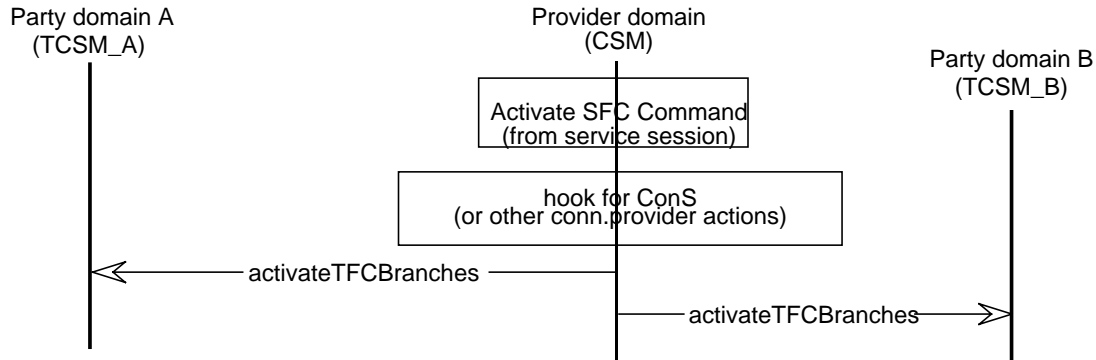 Party domain A
(TCSM_A)
Provider domain
(CSM)
Party domain B
(TCSM_B)
Activate SFC Command
(from service session)
hook for ConS
(or other conn.provider actions)
activateTFCBranches
activateTFCBranches